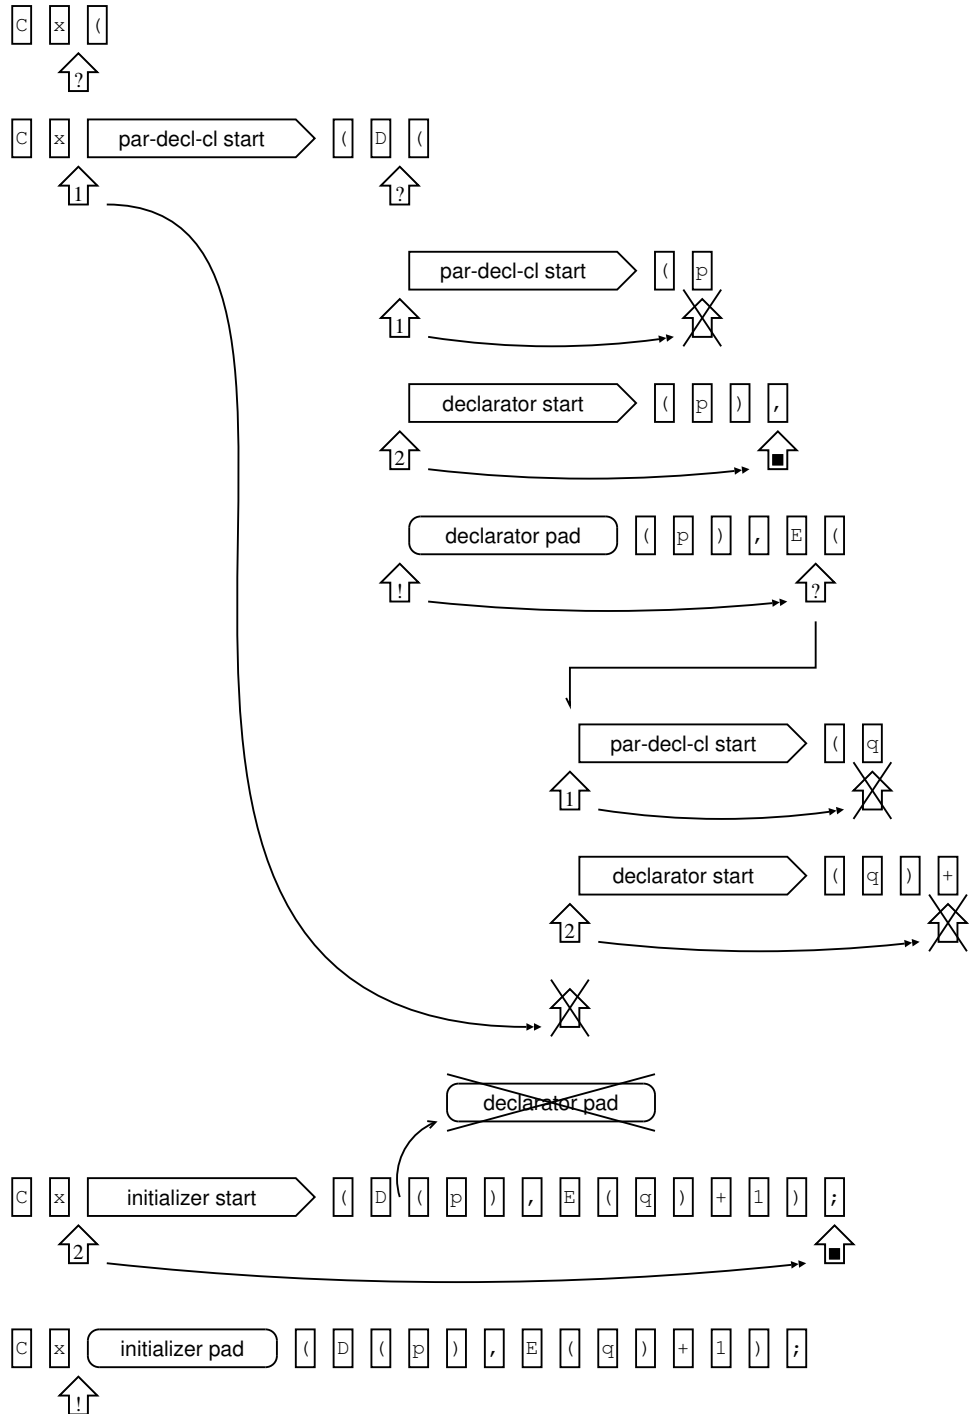 C x (
?
C x par-decl-cl start ( D (
1 ?
par-decl-cl start ( p
1
declarator start ( p ) ,
2
declarator pad ( p ) , E (
! ?
par-decl-cl start ( q
1
declarator start ( q ) +
2
declarator pad
C x initializer start ( D ( p ) , E ( q ) + 1 ) ;
2
C x initializer pad ( D ( p ) , E ( q ) + 1 ) ;
!